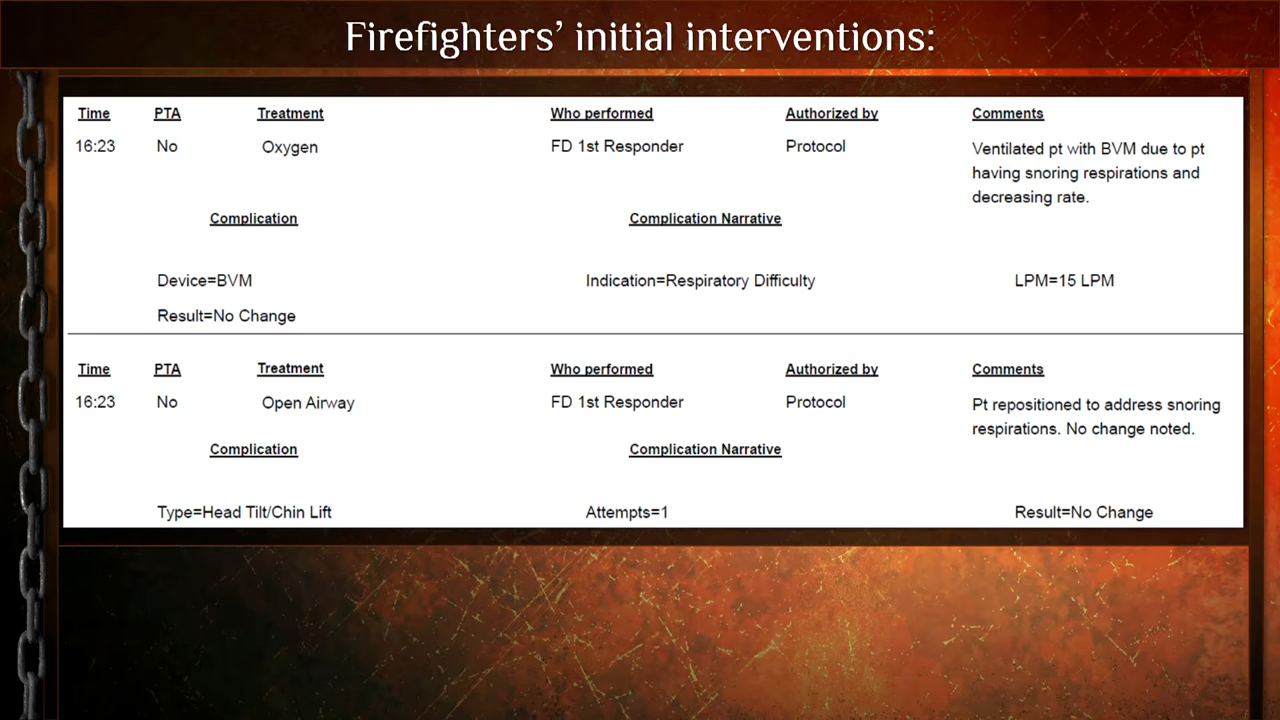 Firefighters’ initial interventions:
Time PTA Treatment Who performed Authorized by Comments
16:23 No Oxygen FD 1st Responder Protocol Ventilated pt with BVM due to pt
having snoring respirations and
decreasing rate.
Complication Complication Narrative
Device=BVM Indication=Respiratory Difficulty LPM=15 LPM
Result=No Change
Time PTA Treatment Who performed Authorized by Comments
16:23 No Open Airway FD 1st Responder Protocol Pt repositioned to address snoring
respirations. No change noted.
Complication Complication Narrative
Type=Head Tilt/Chin Lift Attempts=1 Result=No Change